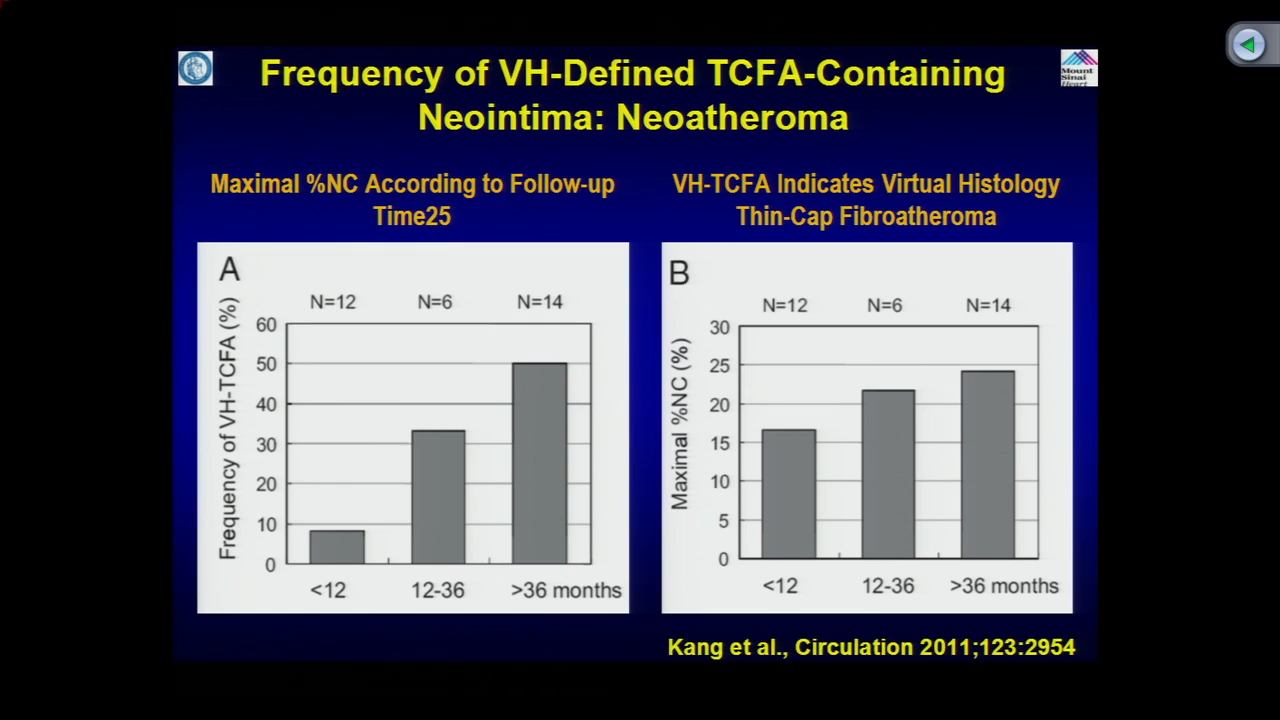 Frequency of VH-Defined TCFA-Containing
Neointima: Neoatheroma
Mount
Sinai
Heart
Maximal %NC According to Follow-up
Time25
VH-TCFA Indicates Virtual Histology
Thin-Cap Fibroatheroma
A
N=12 N=6 N=14
Frequency of VH-TCFA (%)
60
50
40
30
20
10
0
<12 12-36 >36 months
B
N=12 N=6 N=14
Maximal %NC (%)
30
25
20
15
10
5
0
<12 12-36 >36 months
Kang et al., Circulation 2011;123:2954